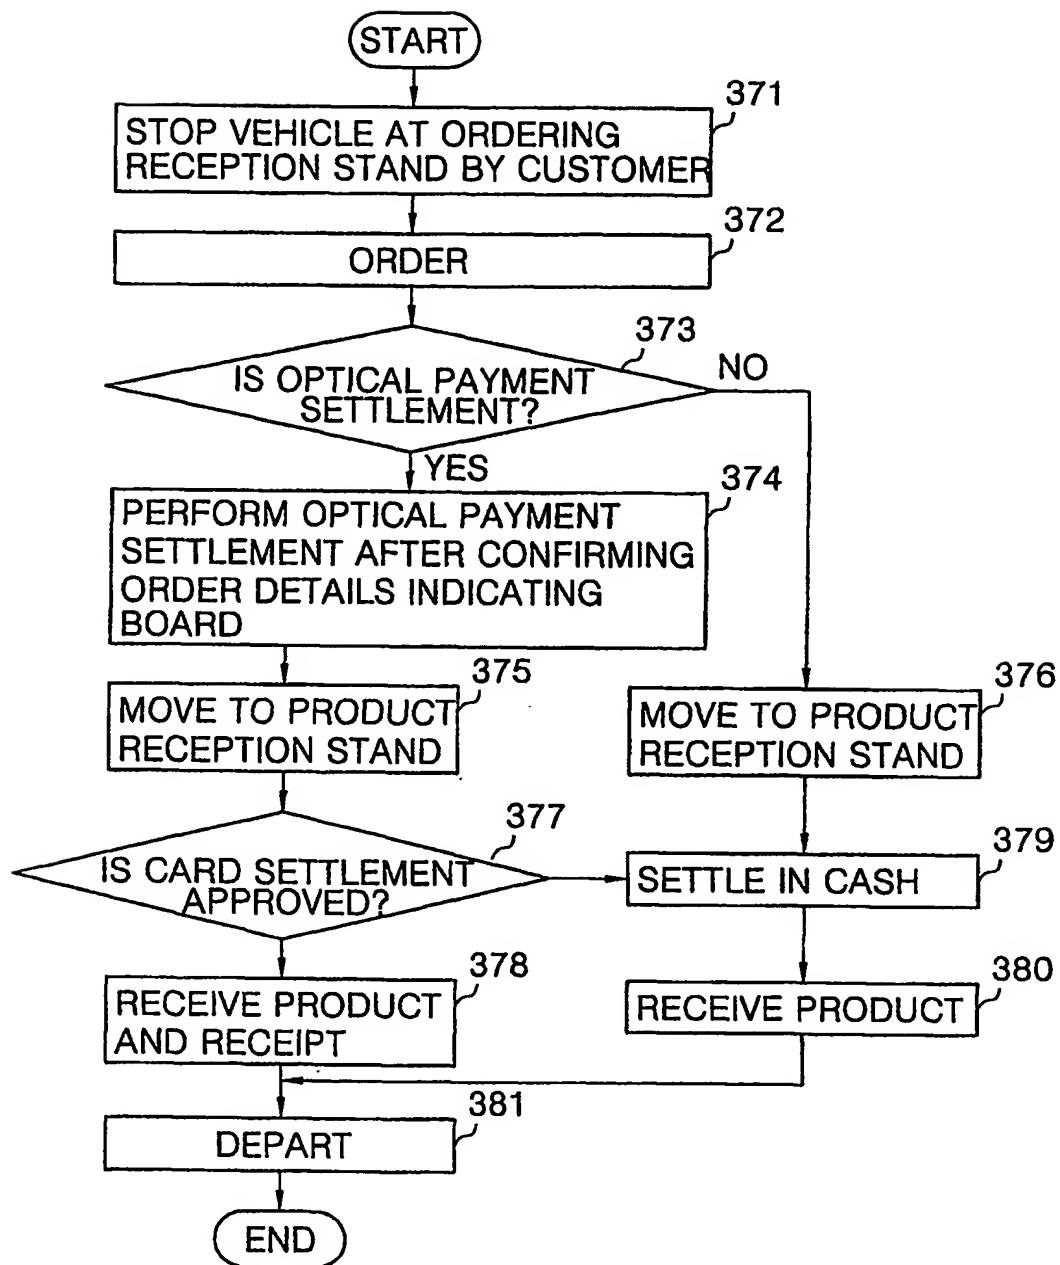 START
371
STOP VEHICLE AT ORDERING
RECEPTION STAND BY CUSTOMER
372
ORDER
373
IS OPTICAL PAYMENT
SETTLEMENT?
NO
YES
374
PERFORM OPTICAL PAYMENT
SETTLEMENT AFTER CONFIRMING
ORDER DETAILS INDICATING
BOARD
375
MOVE TO PRODUCT
RECEPTION STAND
376
MOVE TO PRODUCT
RECEPTION STAND
377
IS CARD SETTLEMENT
APPROVED?
379
SETTLE IN CASH
378
RECEIVE PRODUCT
AND RECEIPT
380
RECEIVE PRODUCT
381
DEPART
END